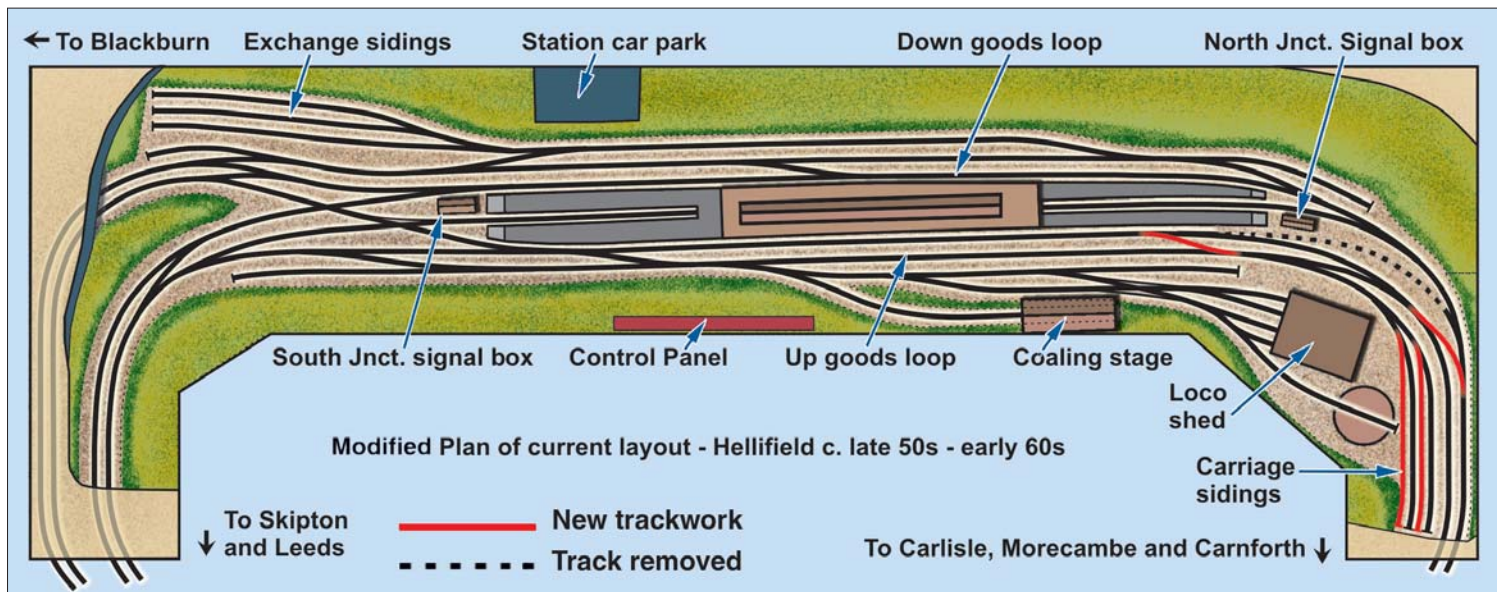 ← To Blackburn
Exchange sidings
Station car park
Down goods loop
North Jnct. Signal box
South Jnct. signal box
Control Panel
Up goods loop
Coaling stage
Loco
shed
Modified Plan of current layout - Hellifield c. late 50s - early 60s
Carriage
sidings
↓ To Skipton
and Leeds
New trackwork
Track removed
To Carlisle, Morecambe and Carnforth ↓